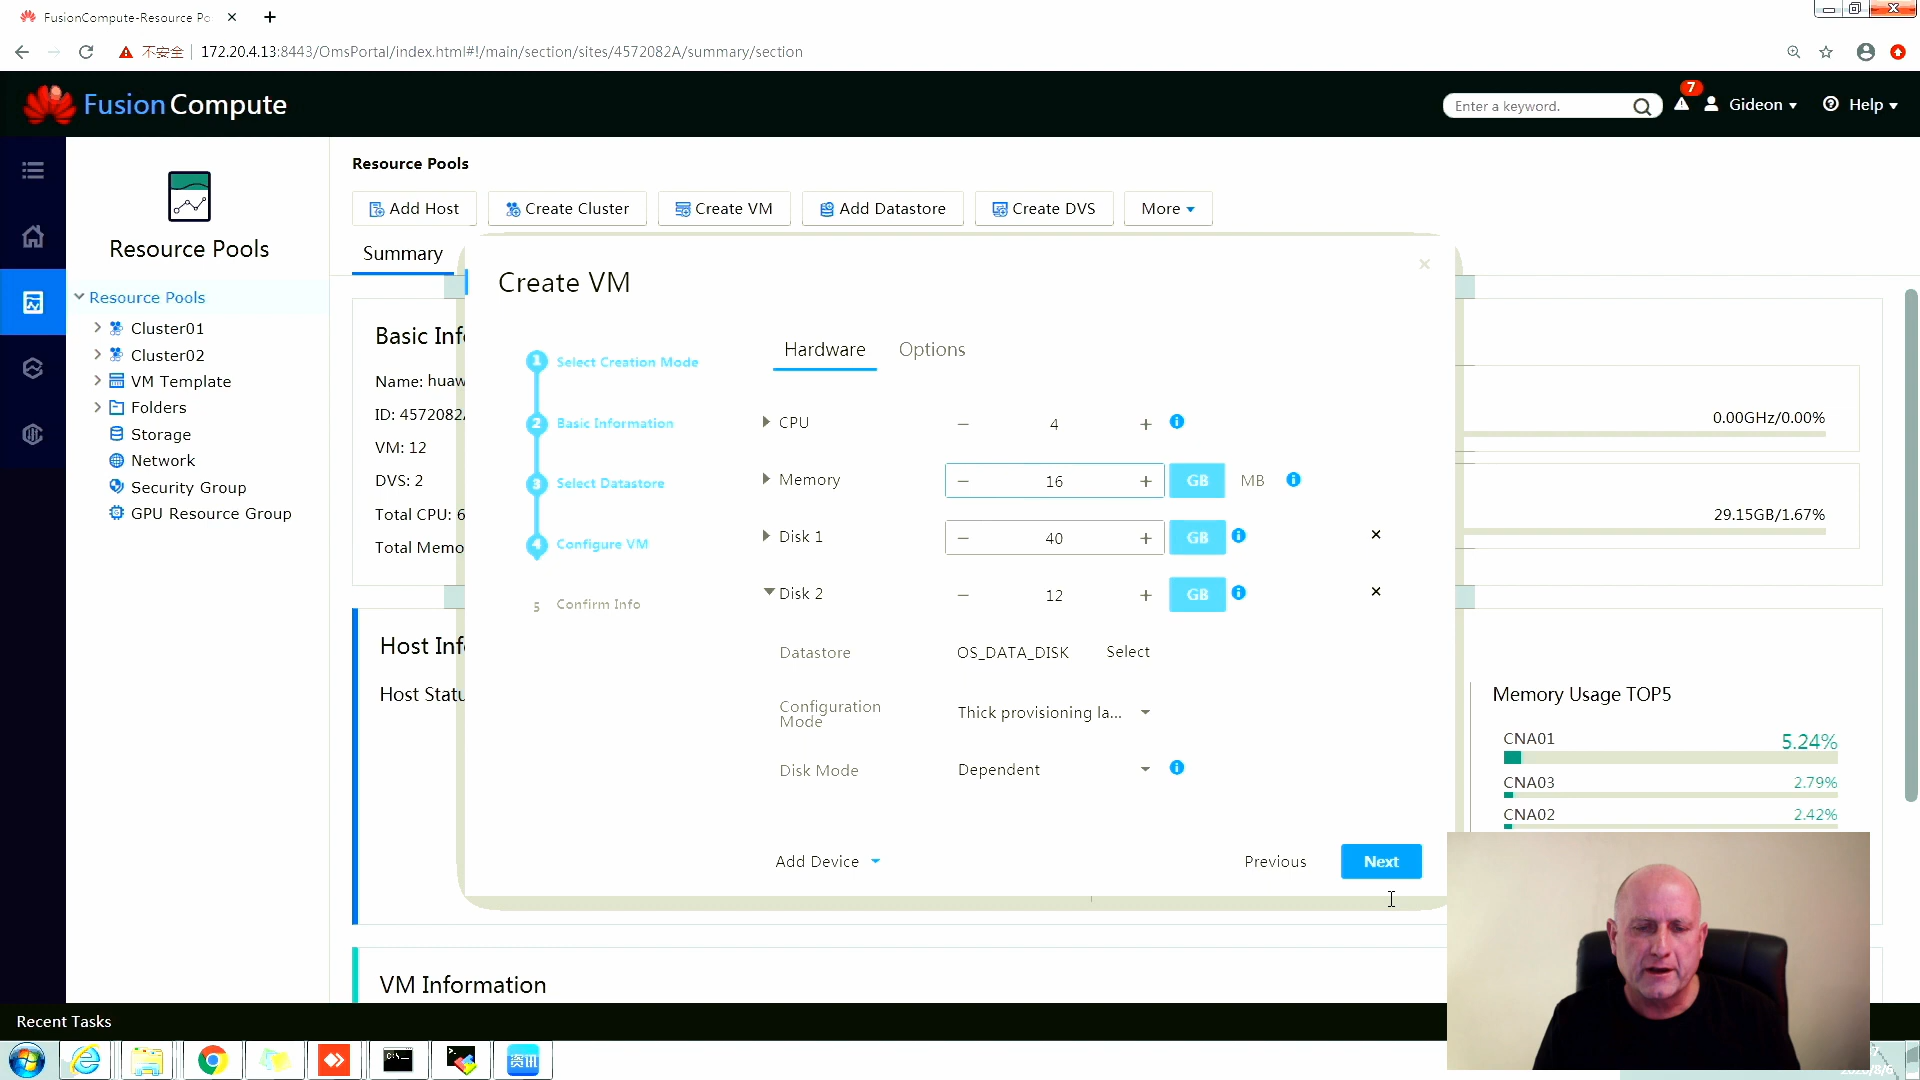 FusionCompute-Resource Po
不安全
172.20.4.13:8443/OmsPortal/index.html#!/main/section/sites/4572082A/summary/section
FusionCompute
Enter a keyword.
7
Gideon
Help
Resource Pools
Resource Pools
Cluster01
Cluster02
VM Template
Folders
Storage
Network
Security Group
GPU Resource Group
Resource Pools
Add Host
Create Cluster
Create VM
Add Datastore
Create DVS
More
Summary
Basic Inf
Name: huaw
ID: 4572082
VM: 12
DVS: 2
Total CPU: 6
Total Memo
Host Inf
Host Statu
Create VM
1 Select Creation Mode
2 Basic Information
3 Select Datastore
4 Configure VM
5 Confirm Info
Hardware
Options
CPU
4
Memory
16
GB
MB
Disk 1
40
GB
Disk 2
12
GB
Datastore
OS_DATA_DISK
Select
Configuration
Mode
Thick provisioning la...
Disk Mode
Dependent
Add Device
Previous
Next
0.00GHz/0.00%
29.15GB/1.67%
Memory Usage TOP5
CNA01
5.24%
CNA03
2.79%
CNA02
2.42%
VM Information
Recent Tasks
资讯